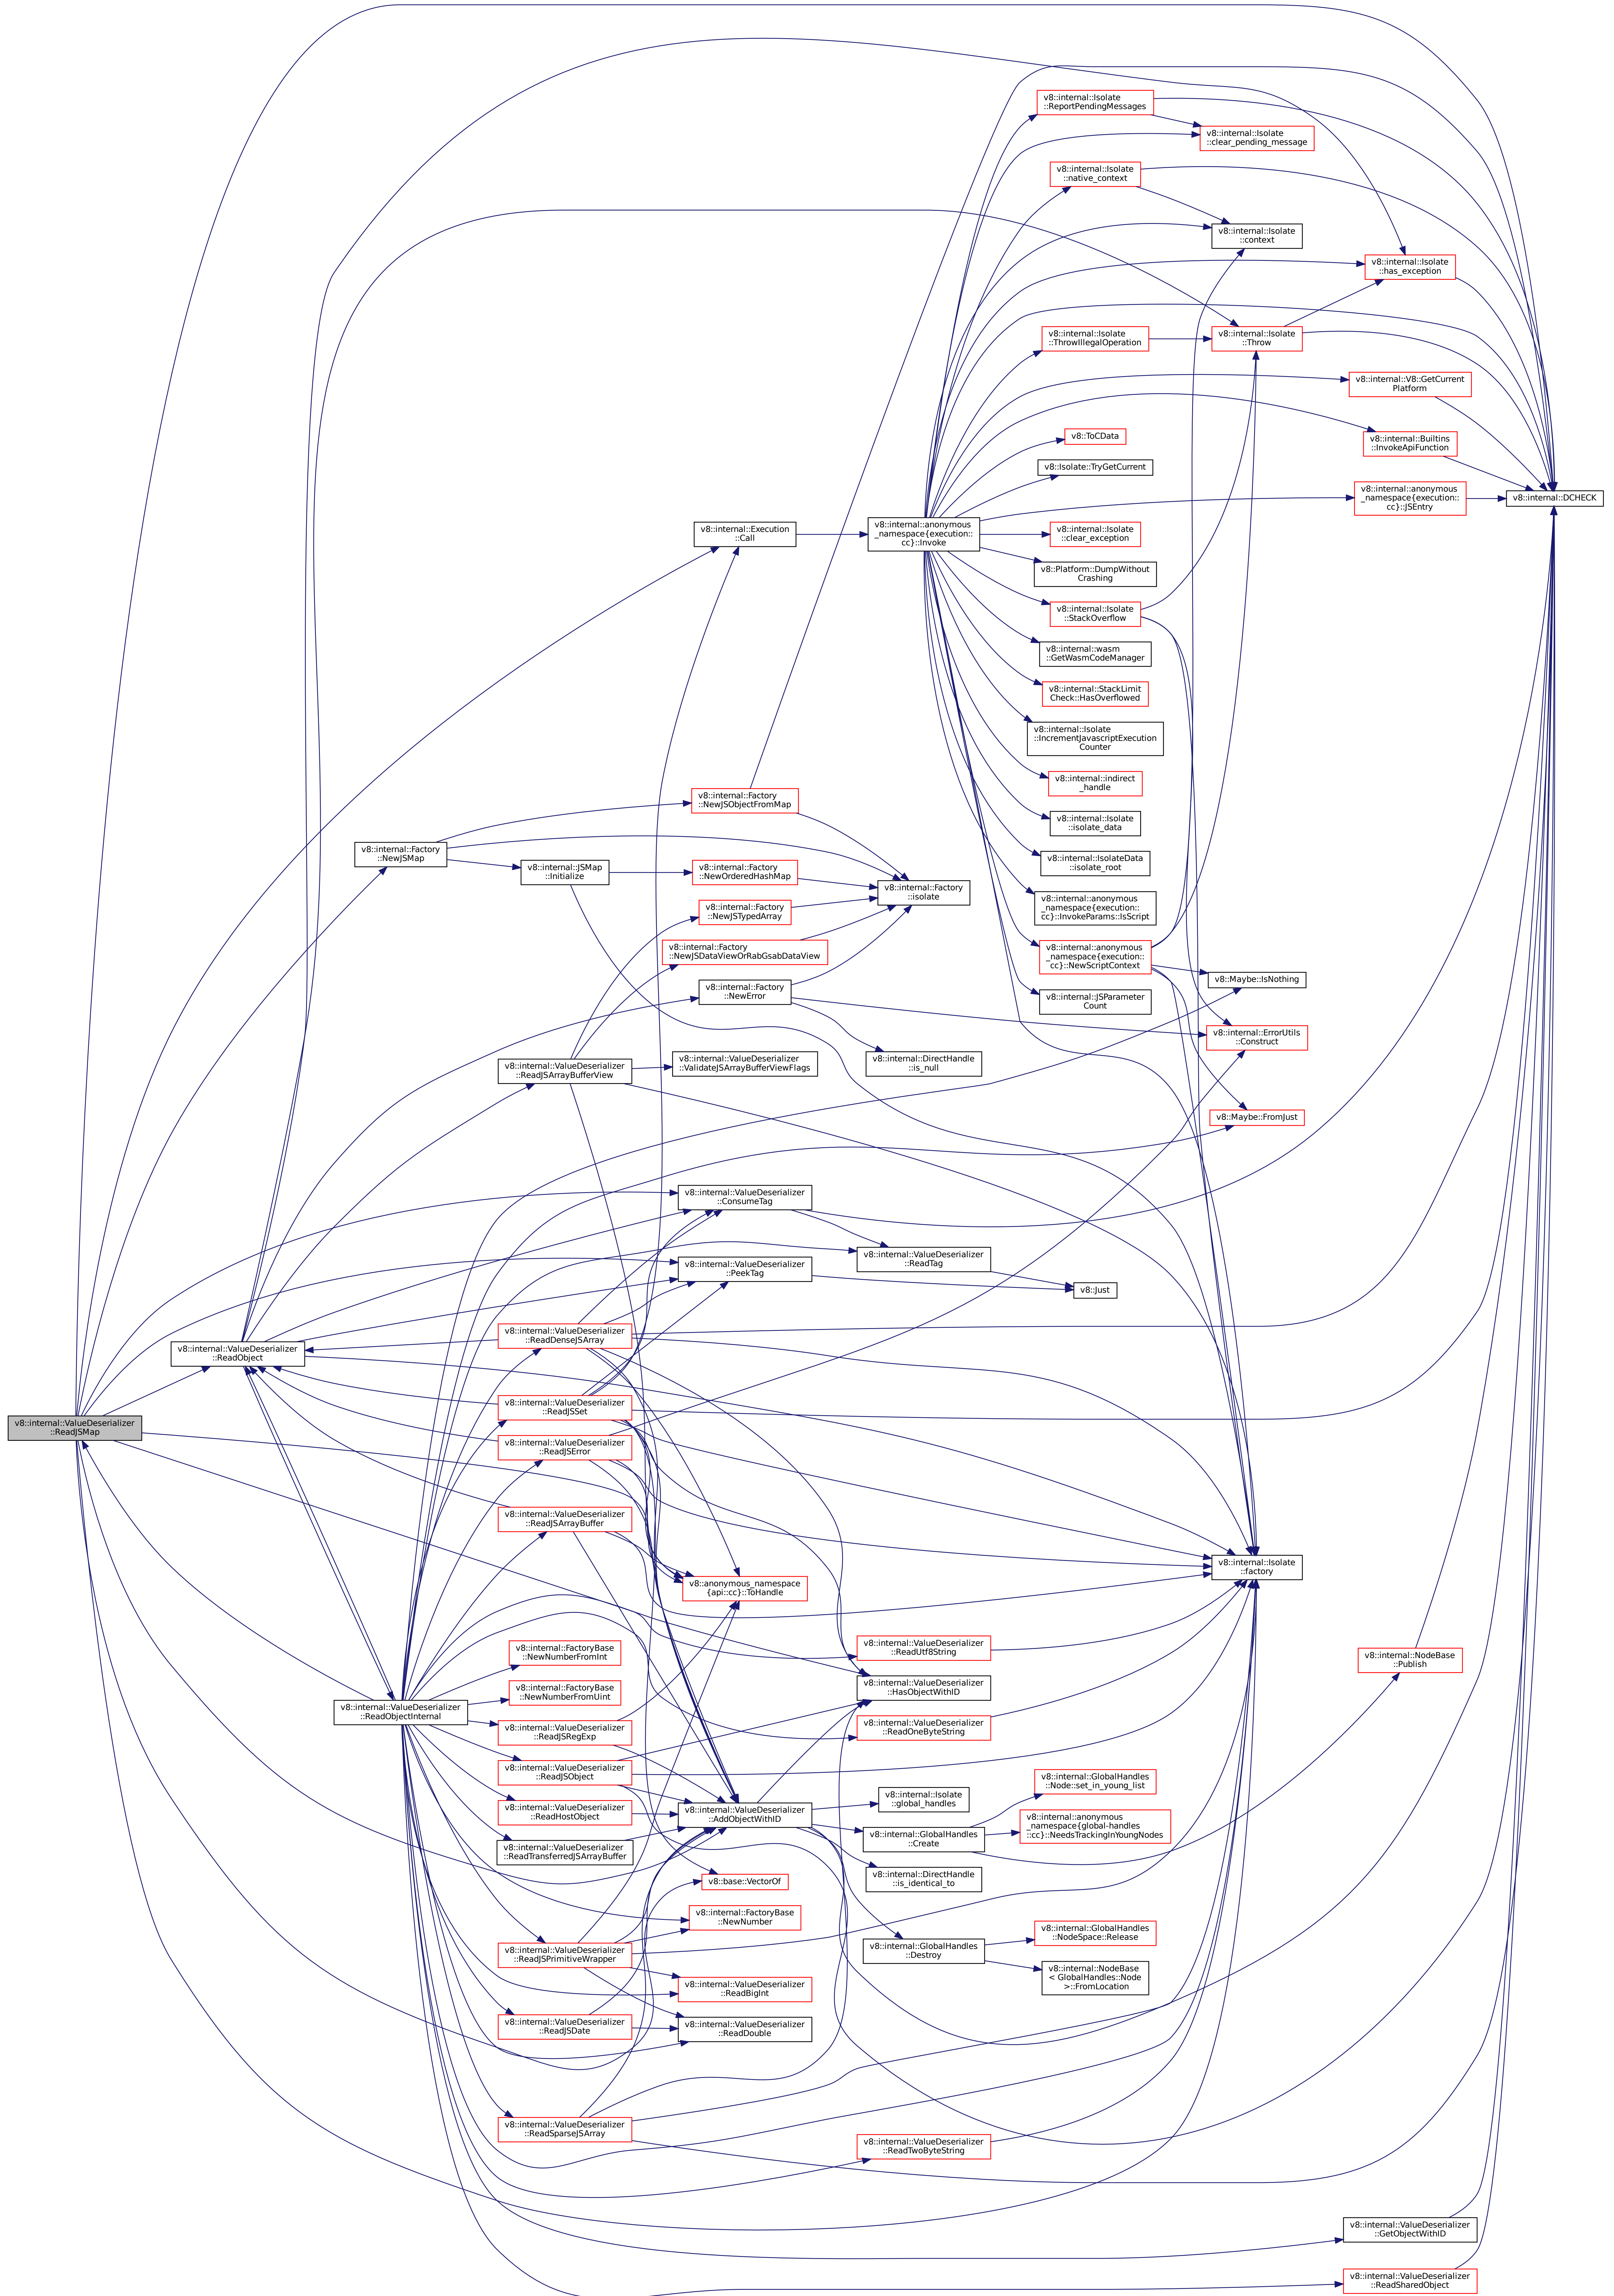 v8::internal::Isolate
::ReportPendingMessages
v8::internal::Isolate
::clear_pending_message
v8::internal::Isolate
::native_context
v8::internal::Isolate
::context
v8::internal::Isolate
::has_exception
v8::internal::Isolate
::ThrowIllegalOperation
v8::internal::Isolate
::Throw
v8::internal::V8::GetCurrent
Platform
v8::ToCData
v8::internal::Builtins
::InvokeApiFunction
v8::Isolate::TryGetCurrent
v8::internal::anonymous
_namespace{execution::
cc}::JSEntry
v8::internal::DCHECK
v8::internal::Execution
::Call
v8::internal::anonymous
_namespace{execution::
cc}::Invoke
v8::internal::Isolate
::clear_exception
v8::Platform::DumpWithout
Crashing
v8::internal::Isolate
::StackOverflow
v8::internal::wasm
::GetWasmCodeManager
v8::internal::StackLimit
Check::HasOverflowed
v8::internal::Isolate
::IncrementJavascriptExecution
Counter
v8::internal::indirect
_handle
v8::internal::Factory
::NewJSObjectFromMap
v8::internal::Isolate
::isolate_data
v8::internal::Factory
::NewJSMap
v8::internal::JSMap
::Initialize
v8::internal::Factory
::NewOrderedHashMap
v8::internal::IsolateData
::isolate_root
v8::internal::Factory
::isolate
v8::internal::Factory
::NewJSTypedArray
v8::internal::anonymous
_namespace{execution::
cc}::InvokeParams::IsScript
v8::internal::Factory
::NewJSDataViewOrRabGsabDataView
v8::internal::anonymous
_namespace{execution::
cc}::NewScriptContext
v8::Maybe::IsNothing
v8::internal::Factory
::NewError
v8::internal::JSParameter
Count
v8::internal::ErrorUtils
::Construct
v8::internal::DirectHandle
::is_null
v8::internal::ValueDeserializer
::ReadJSArrayBufferView
v8::internal::ValueDeserializer
::ValidateJSArrayBufferViewFlags
v8::Maybe::FromJust
v8::internal::ValueDeserializer
::ConsumeTag
v8::internal::ValueDeserializer
::ReadTag
v8::internal::ValueDeserializer
::PeekTag
v8::Just
v8::internal::ValueDeserializer
::ReadDenseJSArray
v8::internal::ValueDeserializer
::ReadObject
v8::internal::ValueDeserializer
::ReadJSSet
v8::internal::ValueDeserializer
::ReadJSMap
v8::internal::ValueDeserializer
::ReadJSError
v8::internal::ValueDeserializer
::ReadJSArrayBuffer
v8::internal::Isolate
::factory
v8::anonymous_namespace
{api::cc}::ToHandle
v8::internal::ValueDeserializer
::ReadUtf8String
v8::internal::FactoryBase
::NewNumberFromInt
v8::internal::NodeBase
::Publish
v8::internal::FactoryBase
::NewNumberFromUint
v8::internal::ValueDeserializer
::HasObjectWithID
v8::internal::ValueDeserializer
::ReadObjectInternal
v8::internal::ValueDeserializer
::ReadJSRegExp
v8::internal::ValueDeserializer
::ReadOneByteString
v8::internal::ValueDeserializer
::ReadJSObject
v8::internal::GlobalHandles
::Node::set_in_young_list
v8::internal::Isolate
::global_handles
v8::internal::ValueDeserializer
::ReadHostObject
v8::internal::ValueDeserializer
::AddObjectWithID
v8::internal::anonymous
_namespace{global-handles
::cc}::NeedsTrackingInYoungNodes
v8::internal::GlobalHandles
::Create
v8::internal::ValueDeserializer
::ReadTransferredJSArrayBuffer
v8::internal::DirectHandle
::is_identical_to
v8::base::VectorOf
v8::internal::FactoryBase
::NewNumber
v8::internal::GlobalHandles
::NodeSpace::Release
v8::internal::GlobalHandles
::Destroy
v8::internal::ValueDeserializer
::ReadJSPrimitiveWrapper
v8::internal::NodeBase
< GlobalHandles::Node
>::FromLocation
v8::internal::ValueDeserializer
::ReadBigInt
v8::internal::ValueDeserializer
::ReadJSDate
v8::internal::ValueDeserializer
::ReadDouble
v8::internal::ValueDeserializer
::ReadSparseJSArray
v8::internal::ValueDeserializer
::ReadTwoByteString
v8::internal::ValueDeserializer
::GetObjectWithID
v8::internal::ValueDeserializer
::ReadSharedObject